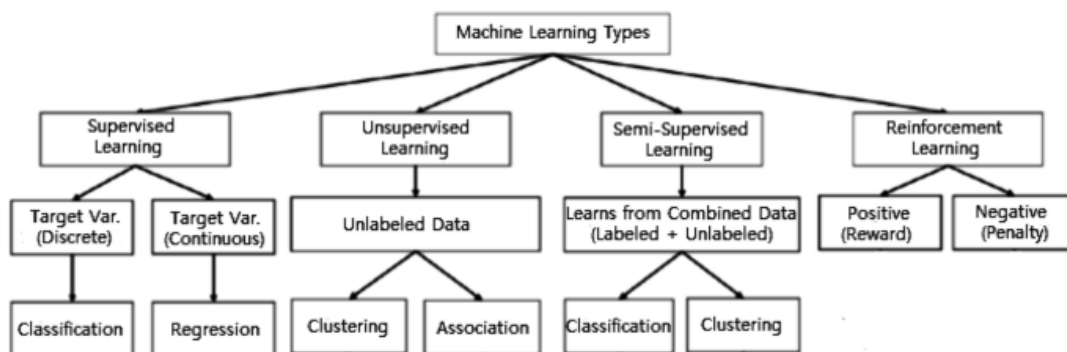 Machine Learning Types
Supervised
Learning
Unsupervised
Learning
Semi-Supervised
Learning
Reinforcement
Learning
Target Var.
(Discrete)
Target Var.
(Continuous)
Unlabeled Data
Learns from Combined Data
(Labeled + Unlabeled)
Positive
(Reward)
Negative
(Penalty)
Classification
Regression
Clustering
Association
Classification
Clustering